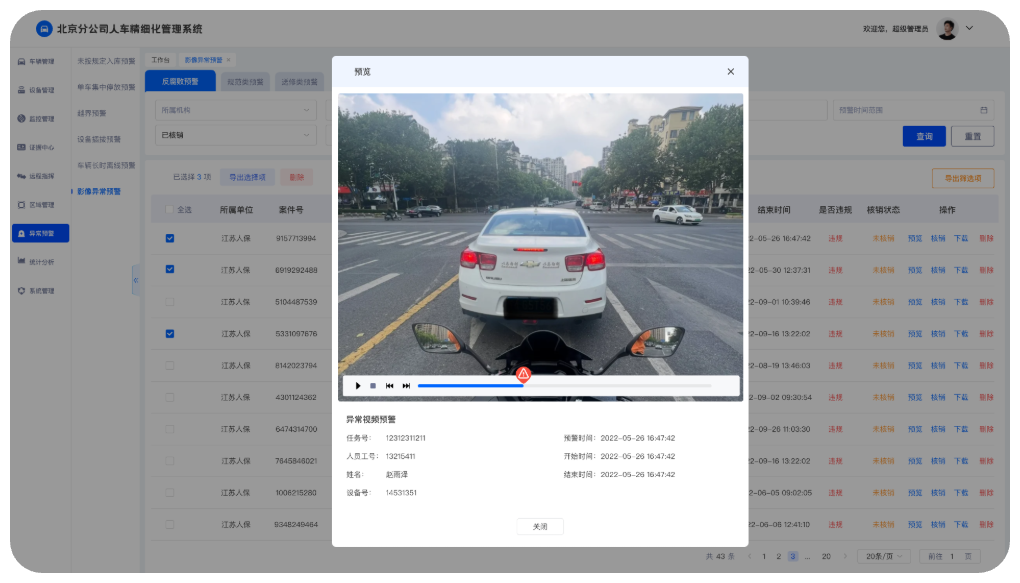 北京分公司人车精细化管理系统
欢迎您，超级管理员
车辆管理
设备管理
监控管理
证据中心
远程指挥
区域管理
异常预警
统计分析
系统管理
未按规定入库预警
单车集中停放预警
越界预警
设备插拔预警
车辆长时离线预警
影像异常预警
工作台 影像异常预警 ×
反腐败预警 规范类预警 违规类预警
所属机构
预警时间范围
已核销
查询 重置
已选择 3 项 导出选择项 删除
导出筛选项
全选 所属单位 案件号 结束时间 是否违规 核销状态 操作
江苏人保 9157713994 2-05-26 16:47:42 违规 未核销 预览 核销 下载 删除
江苏人保 6919292488 2-05-30 12:37:31 违规 未核销 预览 核销 下载 删除
江苏人保 5104487539 2-09-01 10:39:46 违规 未核销 预览 核销 下载 删除
江苏人保 5331097676 2-09-16 13:22:02 违规 未核销 预览 核销 下载 删除
江苏人保 8142023794 2-08-19 13:46:03 违规 未核销 预览 核销 下载 删除
江苏人保 4301124362 2-09-02 09:30:54 违规 未核销 预览 核销 下载 删除
江苏人保 6474314700 2-09-26 11:03:30 违规 未核销 预览 核销 下载 删除
江苏人保 7645846021 2-09-16 13:22:02 违规 未核销 预览 核销 下载 删除
江苏人保 1006215280 2-06-05 09:02:05 违规 未核销 预览 核销 下载 删除
江苏人保 9348249464 2-06-08 12:41:10 违规 未核销 预览 核销 下载 删除
共 43 条 1 2 3 ... 20 20条/页 前往 1 页
预览
异常视频预警
任务号： 12312311211
预警时间： 2022-05-26 16:47:42
人员工号： 13215411
开始时间： 2022-05-26 16:47:42
姓名： 赵雨泽
结束时间： 2022-05-26 16:47:42
设备号： 14531351
关闭